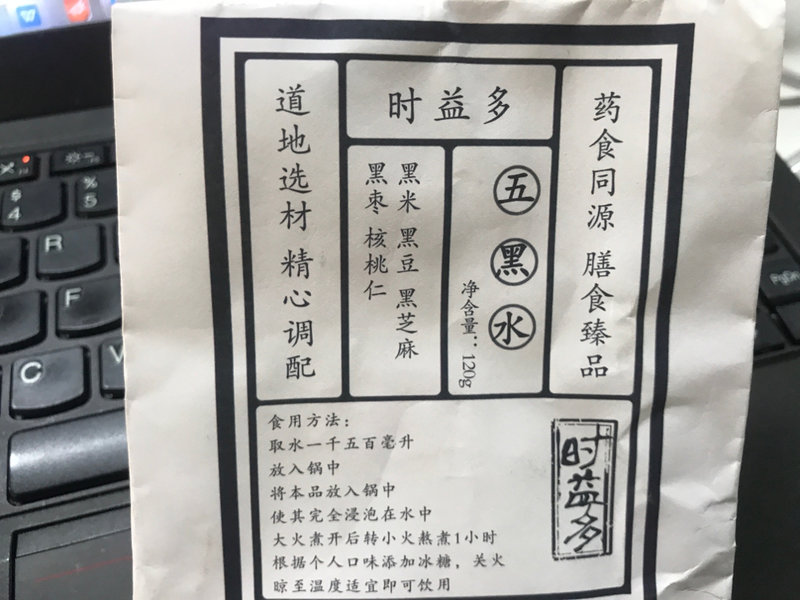 药食同源 膳食臻品
时益多
五黑水
净含量：120g
黑米 黑豆 黑芝麻
黑枣 核桃仁
道地选材 精心调配
食用方法：
取水一千五百毫升
放入锅中
将本品放入锅中
使其完全浸泡在水中
大火煮开后转小火熬煮1小时
根据个人口味添加冰糖，关火
晾至温度适宜即可饮用
时益多
$
4
%
5
R
F
C
V
PgDn